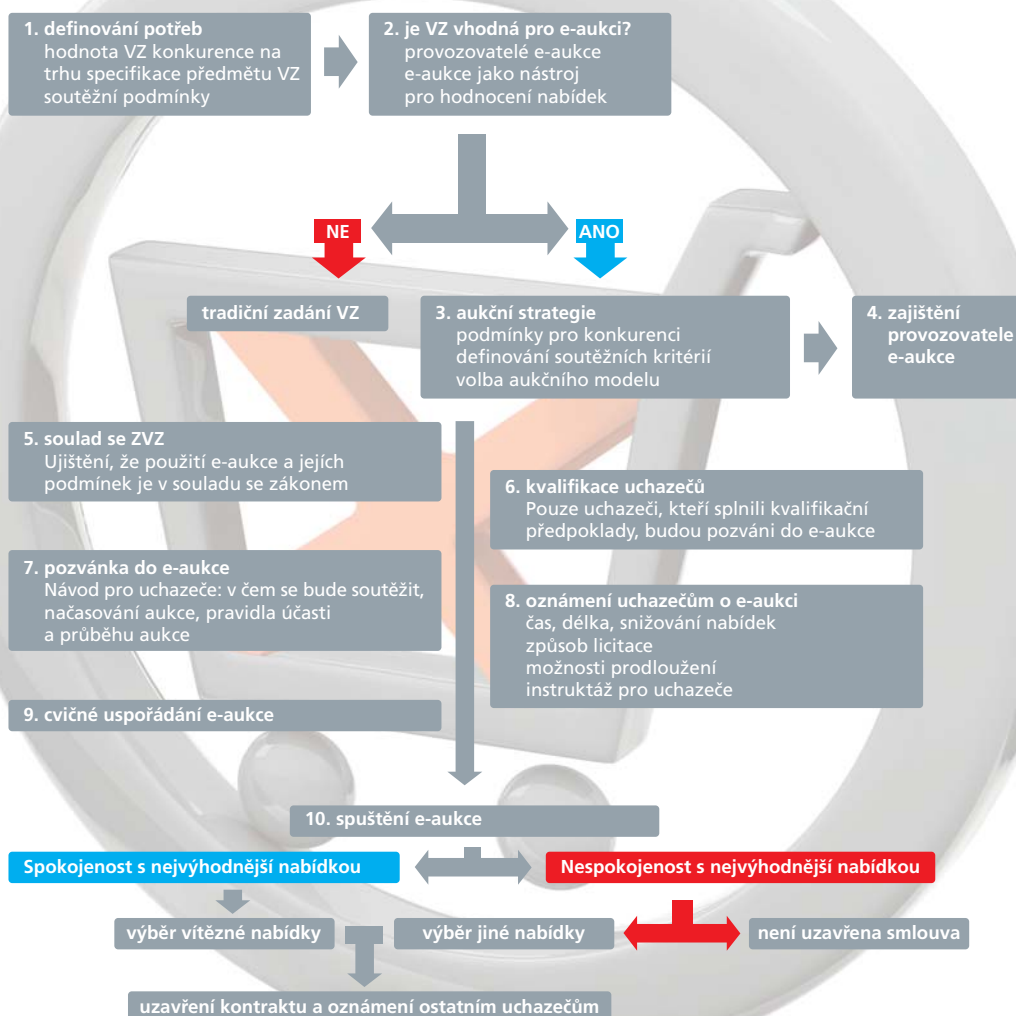 1. definování potřeb
hodnota VZ konkurence na
trhu specifikace předmětu VZ
soutěžní podmínky
2. je VZ vhodná pro e-aukci?
provozovatelé e-aukce
e-aukce jako nástroj
pro hodnocení nabídek
NE
ANO
tradiční zadání VZ
3. aukční strategie
podmínky pro konkurenci
definování soutěžních kritérií
volba aukčního modelu
4. zajištění
provozovatele
e-aukce
5. soulad se ZVZ
Ujištění, že použití e-aukce a jejích
podmínek je v souladu se zákonem
6. kvalifikace uchazečů
Pouze uchazeči, kteří splnili kvalifikační
předpoklady, budou pozváni do e-aukce
7. pozvánka do e-aukce
Návod pro uchazeče: v čem se bude soutěžit,
načasování aukce, pravidla účasti
a průběhu aukce
8. oznámení uchazečům o e-aukci
čas, délka, snižování nabídek
způsob licitace
možnosti prodloužení
instruktáž pro uchazeče
9. cvičné uspořádání e-aukce
10. spuštění e-aukce
Spokojenost s nejvýhodnější nabídkou
Nespokojenost s nejvýhodnější nabídkou
výběr vítězné nabídky
výběr jiné nabídky
není uzavřena smlouva
uzavření kontraktu a oznámení ostatním uchazečům